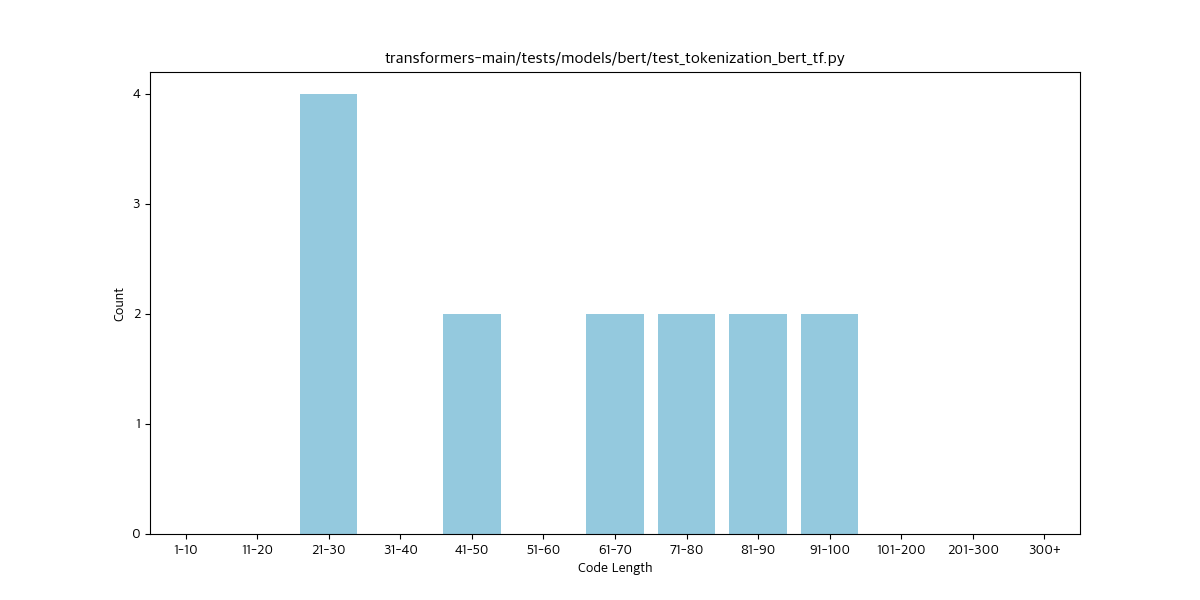 transformers-main/tests/models/bert/test_tokenization_bert_tf.py
4
3
2
1
0
Count
1-10 11-20 21-30 31-40 41-50 51-60 61-70 71-80 81-90 91-100 101-200 201-300 300+
Code Length